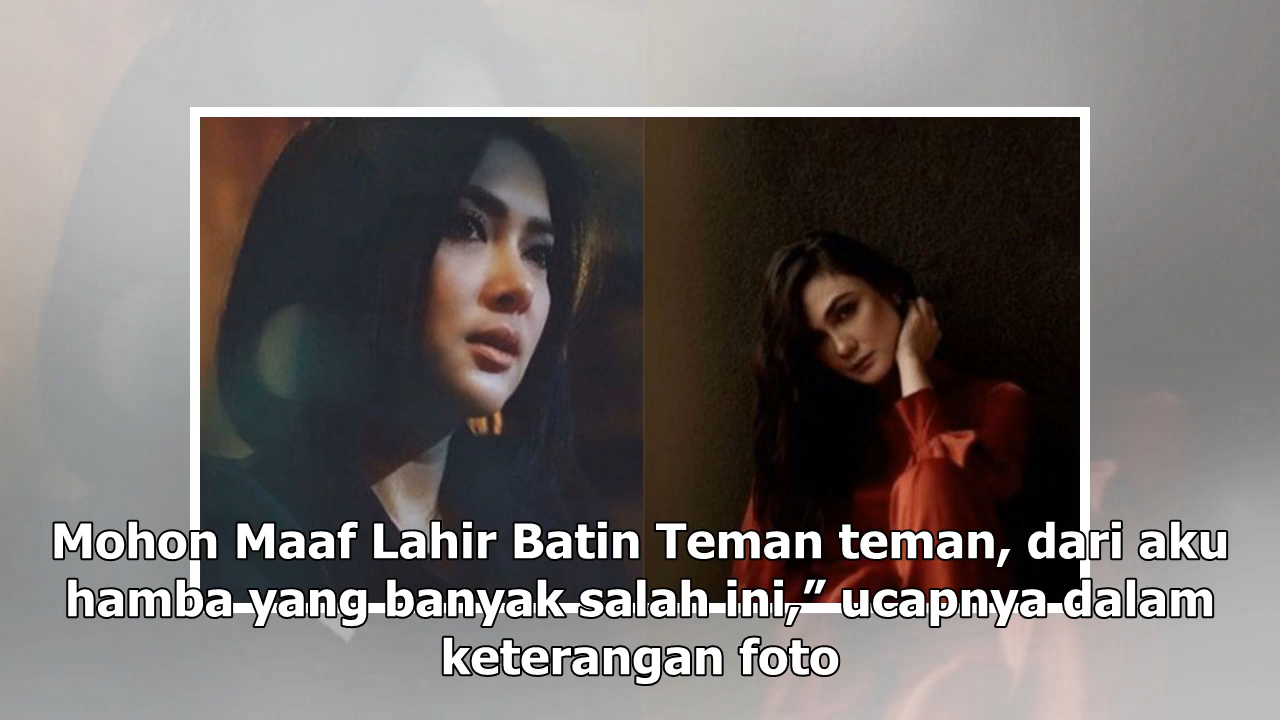 Mohon Maaf Lahir Batin Teman teman, dari aku
hamba yang banyak salah ini,” ucapnya dalam
keterangan foto